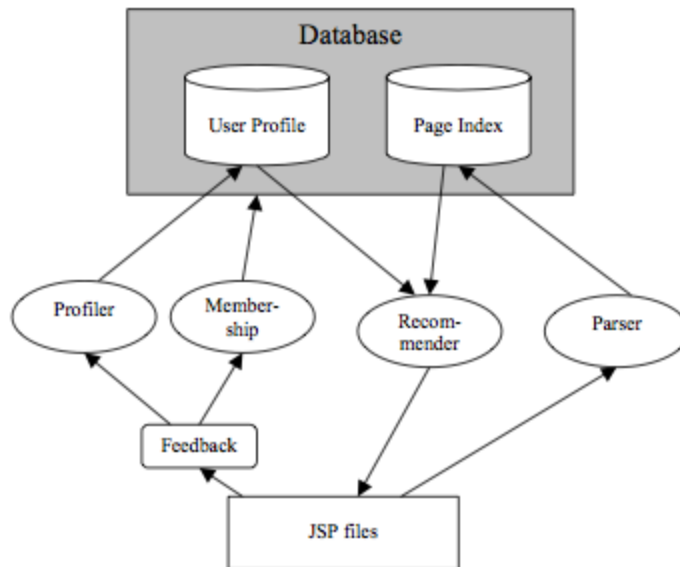 Database
User Profile
Page Index
Profiler
Member-
ship
Recom-
mender
Parser
Feedback
JSP files